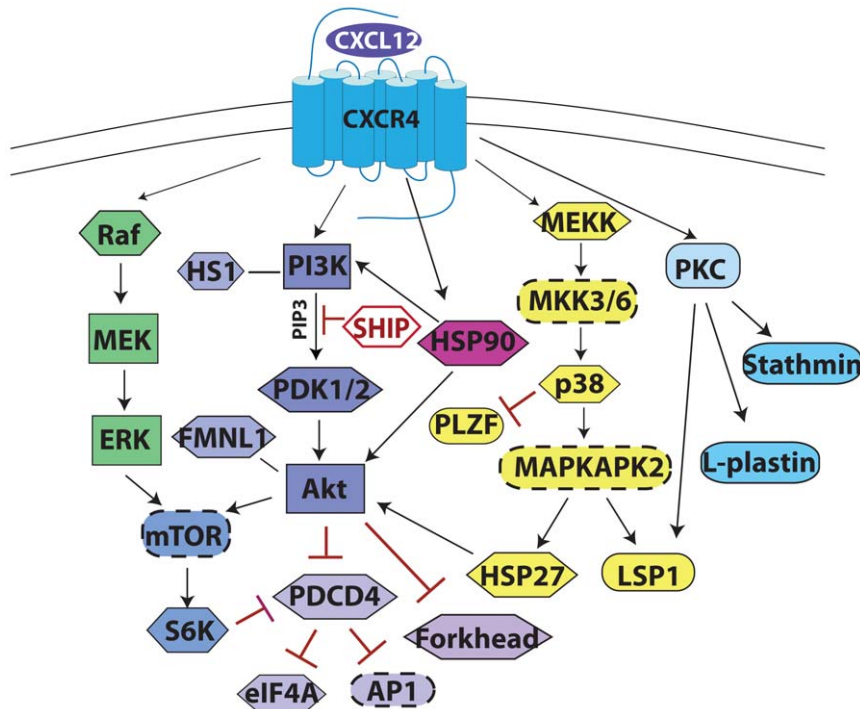 CXCL12
CXCR4
Raf
HS1
PI3K
MEKK
PKC
PIP3
SHIP
HSP90
MKK3/6
MEK
PDK1/2
p38
Stathmin
ERK
FMNL1
PLZF
Akt
MAPKAPK2
L-plastin
mTOR
PDCD4
HSP27
LSP1
S6K
Forkhead
eIF4A
AP1